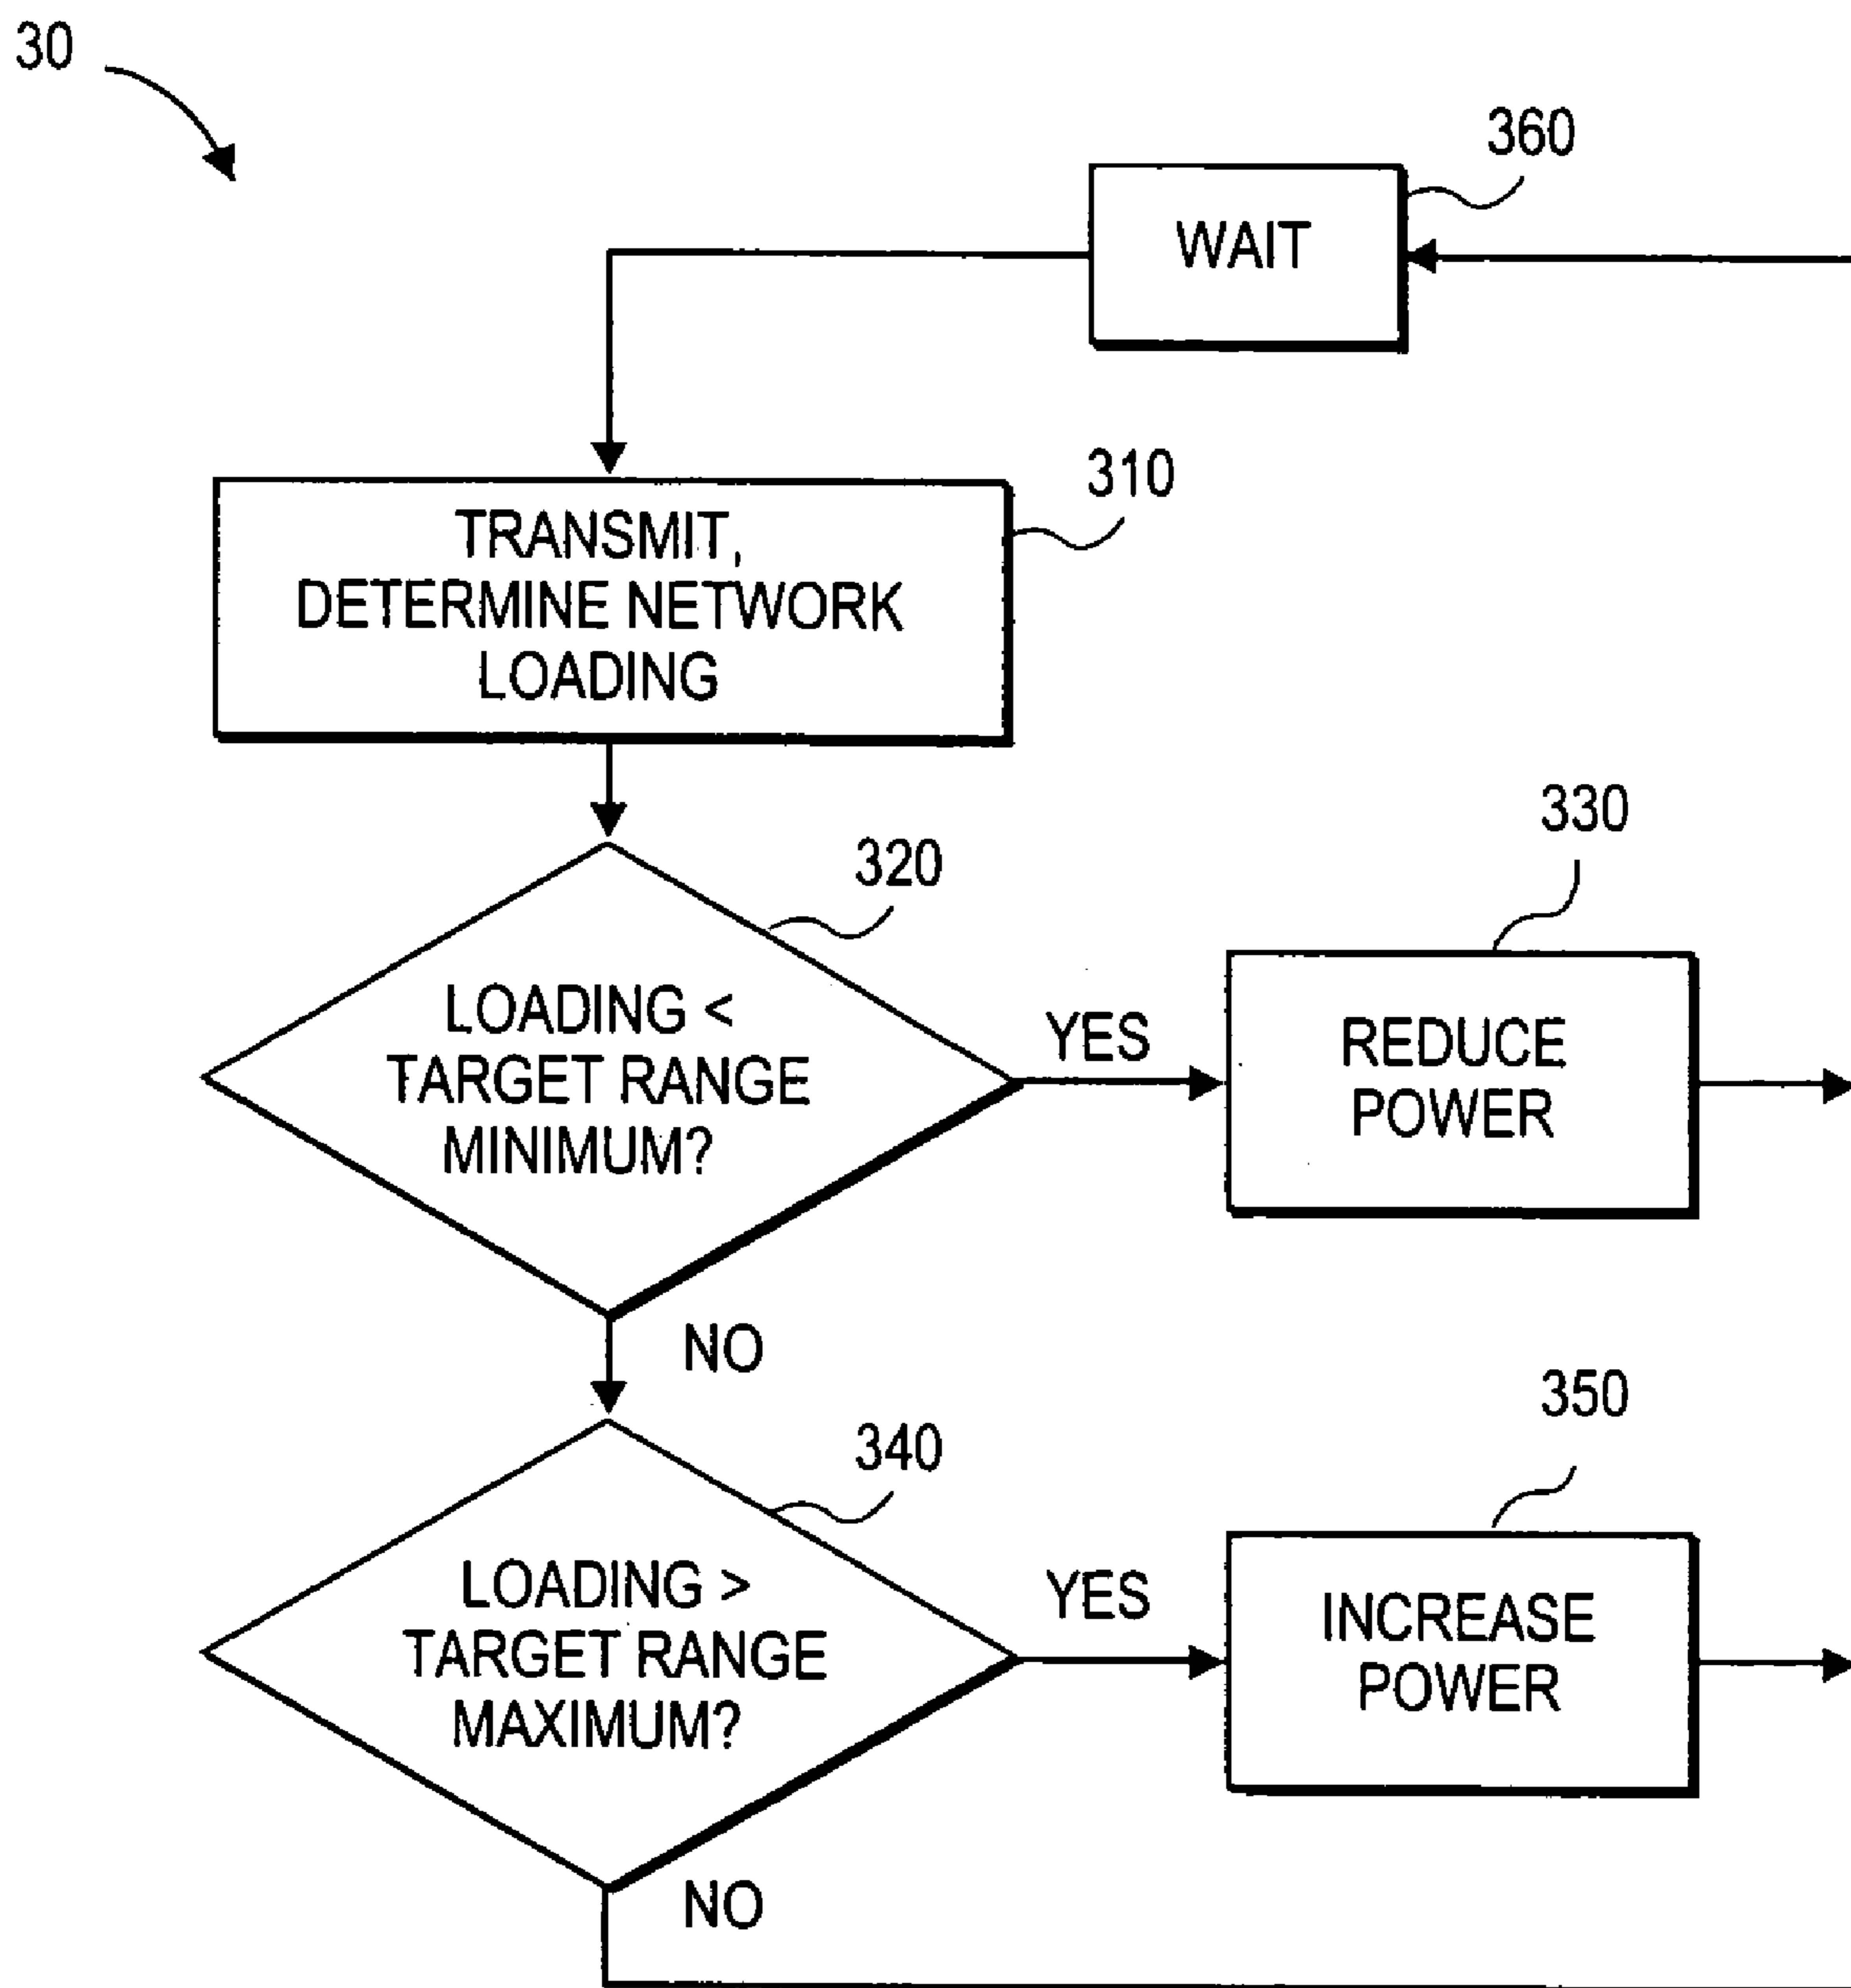 30
360
WAIT
310
TRANSMIT,
DETERMINE NETWORK
LOADING
320
LOADING <
TARGET RANGE
MINIMUM?
YES
330
REDUCE
POWER
NO
340
LOADING >
TARGET RANGE
MAXIMUM?
YES
350
INCREASE
POWER
NO